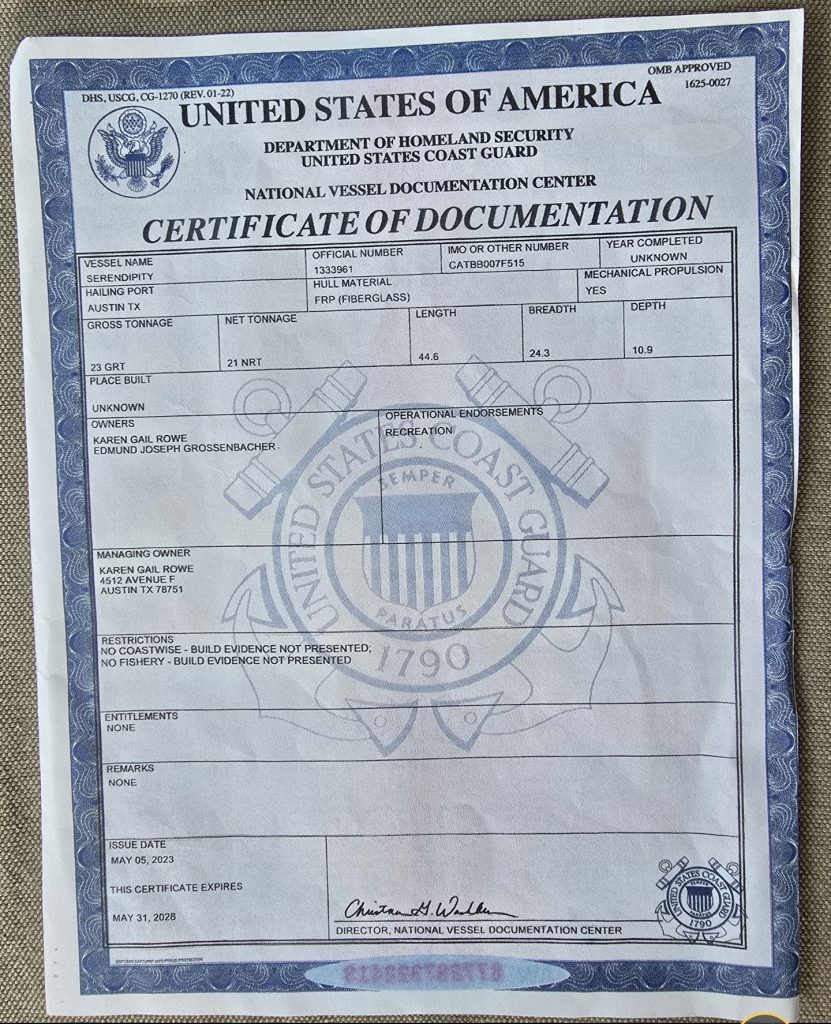 DHS, USCG, CG-1270 (REV. 01-22)
OMB APPROVED
1625-0027
UNITED STATES OF AMERICA
DEPARTMENT OF HOMELAND SECURITY
UNITED STATES COAST GUARD
NATIONAL VESSEL DOCUMENTATION CENTER
CERTIFICATE OF DOCUMENTATION
VESSEL NAME
SERENDIPITY
OFFICIAL NUMBER
1333961
IMO OR OTHER NUMBER
CATBB007F515
YEAR COMPLETED
UNKNOWN
HAILING PORT
AUSTIN TX
HULL MATERIAL
FRP (FIBERGLASS)
MECHANICAL PROPULSION
YES
GROSS TONNAGE
23 GRT
NET TONNAGE
21 NRT
LENGTH
44.6
BREADTH
24.3
DEPTH
10.9
PLACE BUILT
UNKNOWN
OWNERS
KAREN GAIL ROWE
EDMUND JOSEPH GROSSENBACHER
OPERATIONAL ENDORSEMENTS
RECREATION
UNITED STATES COAST GUARD
SEMPER
PARATUS
1790
MANAGING OWNER
KAREN GAIL ROWE
4512 AVENUE F
AUSTIN TX 78751
RESTRICTIONS
NO COASTWISE - BUILD EVIDENCE NOT PRESENTED;
NO FISHERY - BUILD EVIDENCE NOT PRESENTED
ENTITLEMENTS
NONE
REMARKS
NONE
ISSUE DATE
MAY 05, 2023
THIS CERTIFICATE EXPIRES
MAY 31, 2028
DIRECTOR, NATIONAL VESSEL DOCUMENTATION CENTER
UNITED STATES COAST GUARD
1790